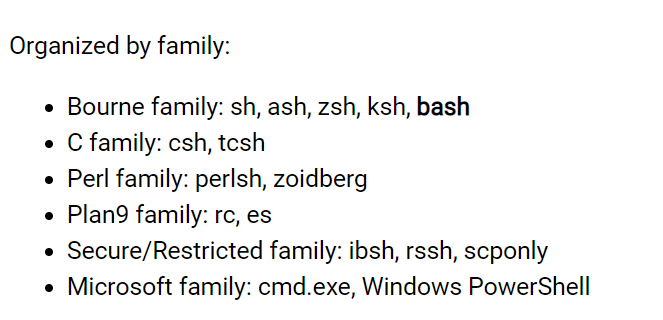 Organized by family:
• Bourne family: sh, ash, zsh, ksh, bash
• C family: csh, tcsh
• Perl family: perlsh, zoidberg
• Plan9 family: rc, es
• Secure/Restricted family: ibsh, rssh, scponly
• Microsoft family: cmd.exe, Windows PowerShell